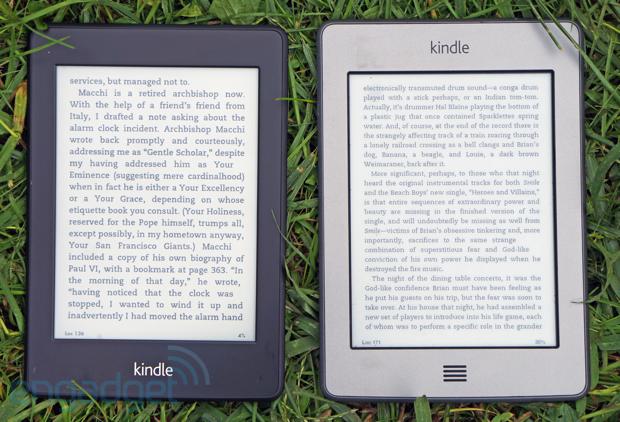 services, but managed not to.
Macchi is a retired archbishop now.
With the help of a friend's friend from
Italy, I drafted a note asking about the
alarm clock incident. Archbishop Macchi
wrote back promptly and courteously,
addressing me as "Gentle Scholar," despite
my having addressed him as Your
Eminence (suggesting mere cardinalhood)
when in fact he is either a Your Excellency
or a Your Grace, depending on whose
etiquette book you consult. (Your Holiness,
reserved for the Pope himself, trumps all,
except possibly, in my hometown anyway,
Your San Francisco Giants.) Macchi
included a copy of his own biography of
Paul VI, with a bookmark at page 363. "In
the morning of that day," he wrote,
"having noticed that the clock was
stopped, I wanted to wind it up and
inadvertently I had moved the alarm hand
Loc 136 4%
kindle
engadget
kindle
electronically transmuted drum sound—a conga drum
played with a stick perhaps, or an Indian tom-tom.
Actually, it's drummer Hal Blaine playing the bottom of
a plastic jug that once contained Sparklettes spring
water. And, of course, at the end of the record there is
the strangely affecting track of a train roaring through
a lonely railroad crossing as a bell clangs and Brian's
dog, Banana, a beagle, and Louie, a dark brown
Weimaraner, bark after it.
More significant, perhaps, to those who that night
heard the original instrumental tracks for both Smile
and the Beach Boys' new single, "Heroes and Villains,"
is that entire sequences of extraordinary power and
beauty are missing in the finished version of the
single, and will undoubtedly be missing as well from
Smile—victims of Brian's obsessive tinkering and, more
importantly, sacrifices to the same strange
combination of superstitious fear and God-like
conviction of his own power he displayed when he
destroyed the fire music.
The night of the dining table concerts, it was the
God-like confidence Brian must have been feeling as
he put his guests on his trip, but the fear was soon to
take over. At his house that night, he had assembled a
new set of players to introduce into his life game, each
of whom was to perform a specific role in the grander
Loc 171 20%